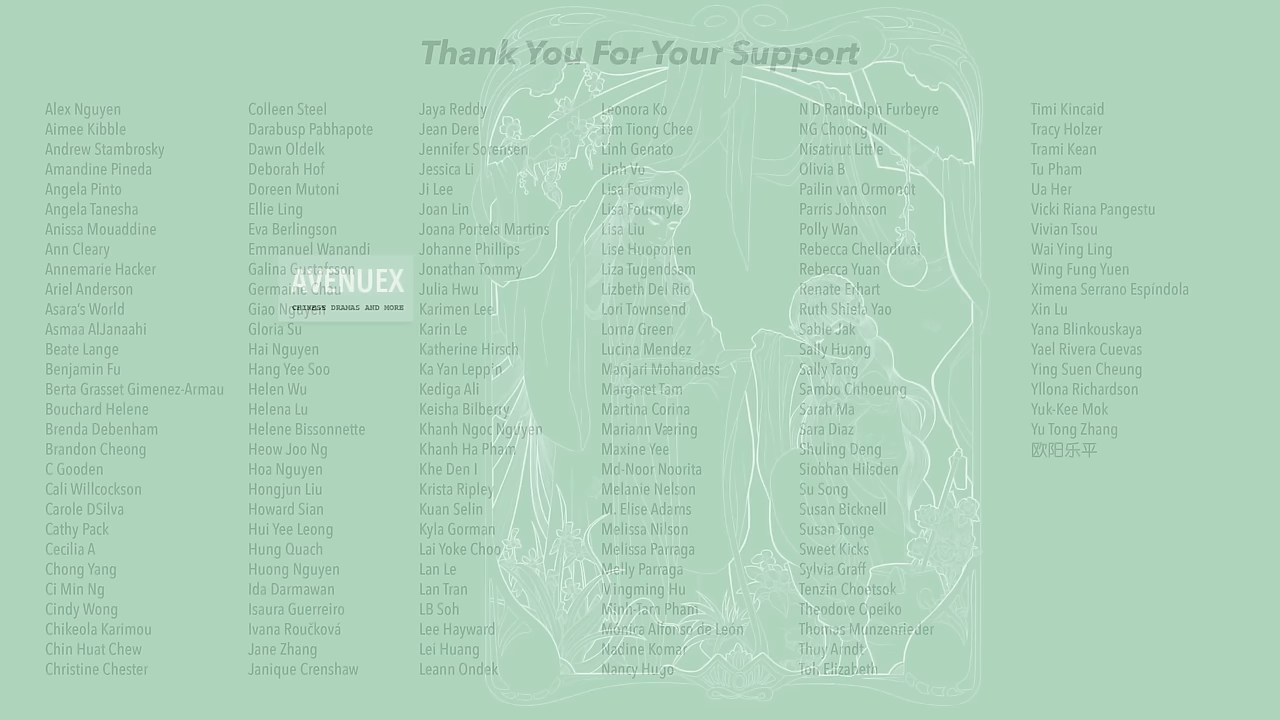 Thank You For Your Support
Alex Nguyen
Aimee Kibble
Andrew Stambrosky
Amandine Pineda
Angela Pinto
Angela Tanesha
Anissa Mouaddine
Ann Cleary
Annemarie Hacker
Ariel Anderson
Asara's World
Asmaa AlJanaahi
Beate Lange
Benjamin Fu
Berta Grasset Gimenez-Armau
Bouchard Helene
Brenda Debenham
Brandon Cheong
C Gooden
Cali Willcockson
Carole DSilva
Cathy Pack
Cecilia A
Chong Yang
Ci Min Ng
Cindy Wong
Chikeola Karimou
Chin Huat Chew
Christine Chester
Colleen Steel
Darabusp Pabhapote
Dawn Oldelk
Deborah Hof
Doreen Mutoni
Ellie Ling
Eva Berlingson
Emmanuel Wanandi
Galina Gustafsson
Germaine Chau
Giao Nguyen
Gloria Su
Hai Nguyen
Hang Yee Soo
Helen Wu
Helena Lu
Helene Bissonnette
Heow Joo Ng
Hoa Nguyen
Hongjun Liu
Howard Sian
Hui Yee Leong
Hung Quach
Huong Nguyen
Ida Darmawan
Isaura Guerreiro
Ivana Roučková
Jane Zhang
Janique Crenshaw
AVENUEX
CHINESE DRAMAS AND MORE
Jaya Reddy
Jean Dere
Jennifer Sorensen
Jessica Li
Ji Lee
Joan Lin
Joana Portela Martins
Johanne Phillips
Jonathan Tommy
Julia Hwu
Karimen Lee
Karin Le
Katherine Hirsch
Ka Yan Leppin
Kediga Ali
Keisha Bilberry
Khanh Ngoc Nguyen
Khanh Ha Pham
Khe Den I
Krista Ripley
Kuan Selin
Kyla Gorman
Lai Yoke Choo
Lan Le
Lan Tran
LB Soh
Lee Hayward
Lei Huang
Leann Ondek
Leonora Ko
Lim Tiong Chee
Linh Genato
Linh Vo
Lisa Fourmyle
Lisa Fourmyle
Lisa Liu
Lise Huoponen
Liza Tugendsam
Lizbeth Del Rio
Lori Townsend
Lorna Green
Lucina Mendez
Manjari Mohandass
Margaret Tam
Martina Corina
Mariann Væring
Maxine Yee
Md-Noor Noorita
Melanie Nelson
M. Elise Adams
Melissa Nilson
Melissa Parraga
Melly Parraga
Mingming Hu
Minh-Tam Pham
Monica Alfonso de León
Nadine Komar
Nancy Hugo
N D Randolph Furbeyre
NG Choong Mi
Nisatirut Little
Olivia B
Pailin van Ormondt
Parris Johnson
Polly Wan
Rebecca Chelladurai
Rebecca Yuan
Renate Erhart
Ruth Shiela Yao
Sable Jak
Sally Huang
Sally Tang
Sambo Chhoeung
Sarah Ma
Sara Diaz
Shuling Deng
Siobhan Hilsden
Su Song
Susan Bicknell
Susan Tonge
Sweet Kicks
Sylvia Graff
Tenzin Choetsok
Theodore Opeiko
Thomas Munzenrieder
Thuy Arndt
Toh Elizabeth
Timi Kincaid
Tracy Holzer
Trami Kean
Tu Pham
Ua Her
Vicki Riana Pangestu
Vivian Tsou
Wai Ying Ling
Wing Fung Yuen
Ximena Serrano Espíndola
Xin Lu
Yana Blinkouskaya
Yael Rivera Cuevas
Ying Suen Cheung
Yllona Richardson
Yuk-Kee Mok
Yu Tong Zhang
欧阳乐平